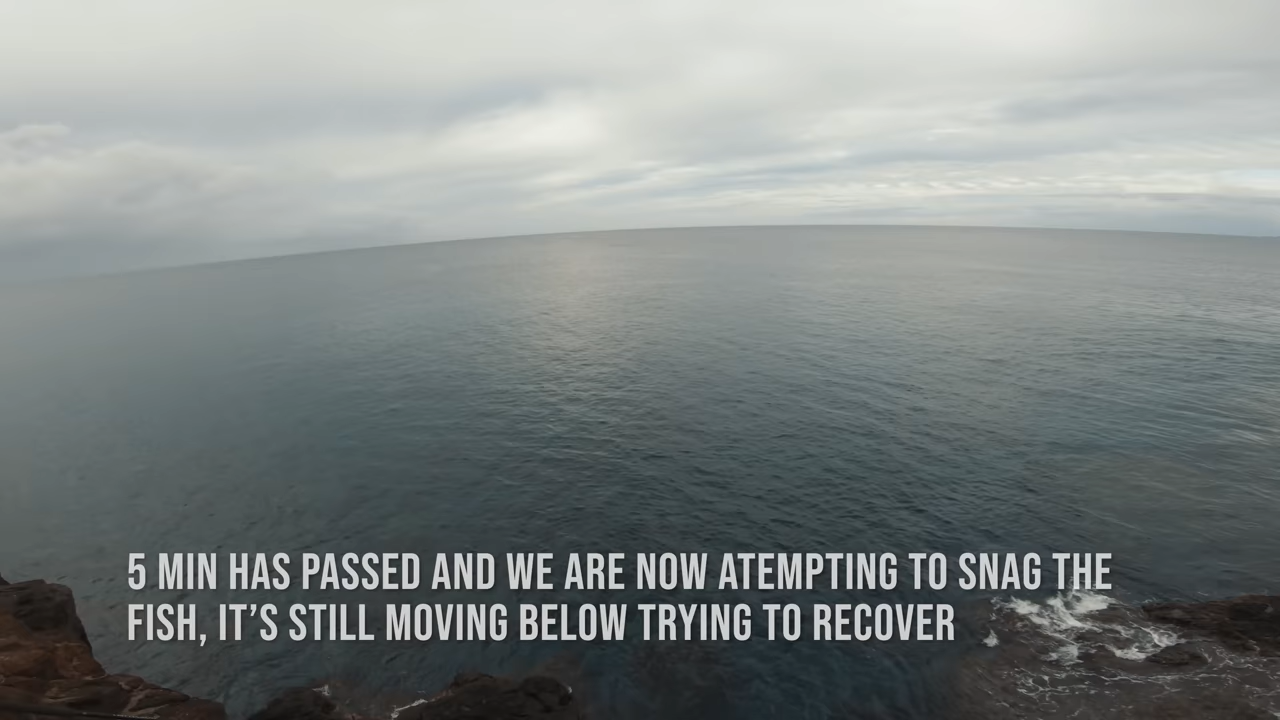 5 MIN HAS PASSED AND WE ARE NOW ATEMPTING TO SNAG THE
FISH, IT’S STILL MOVING BELOW TRYING TO RECOVER